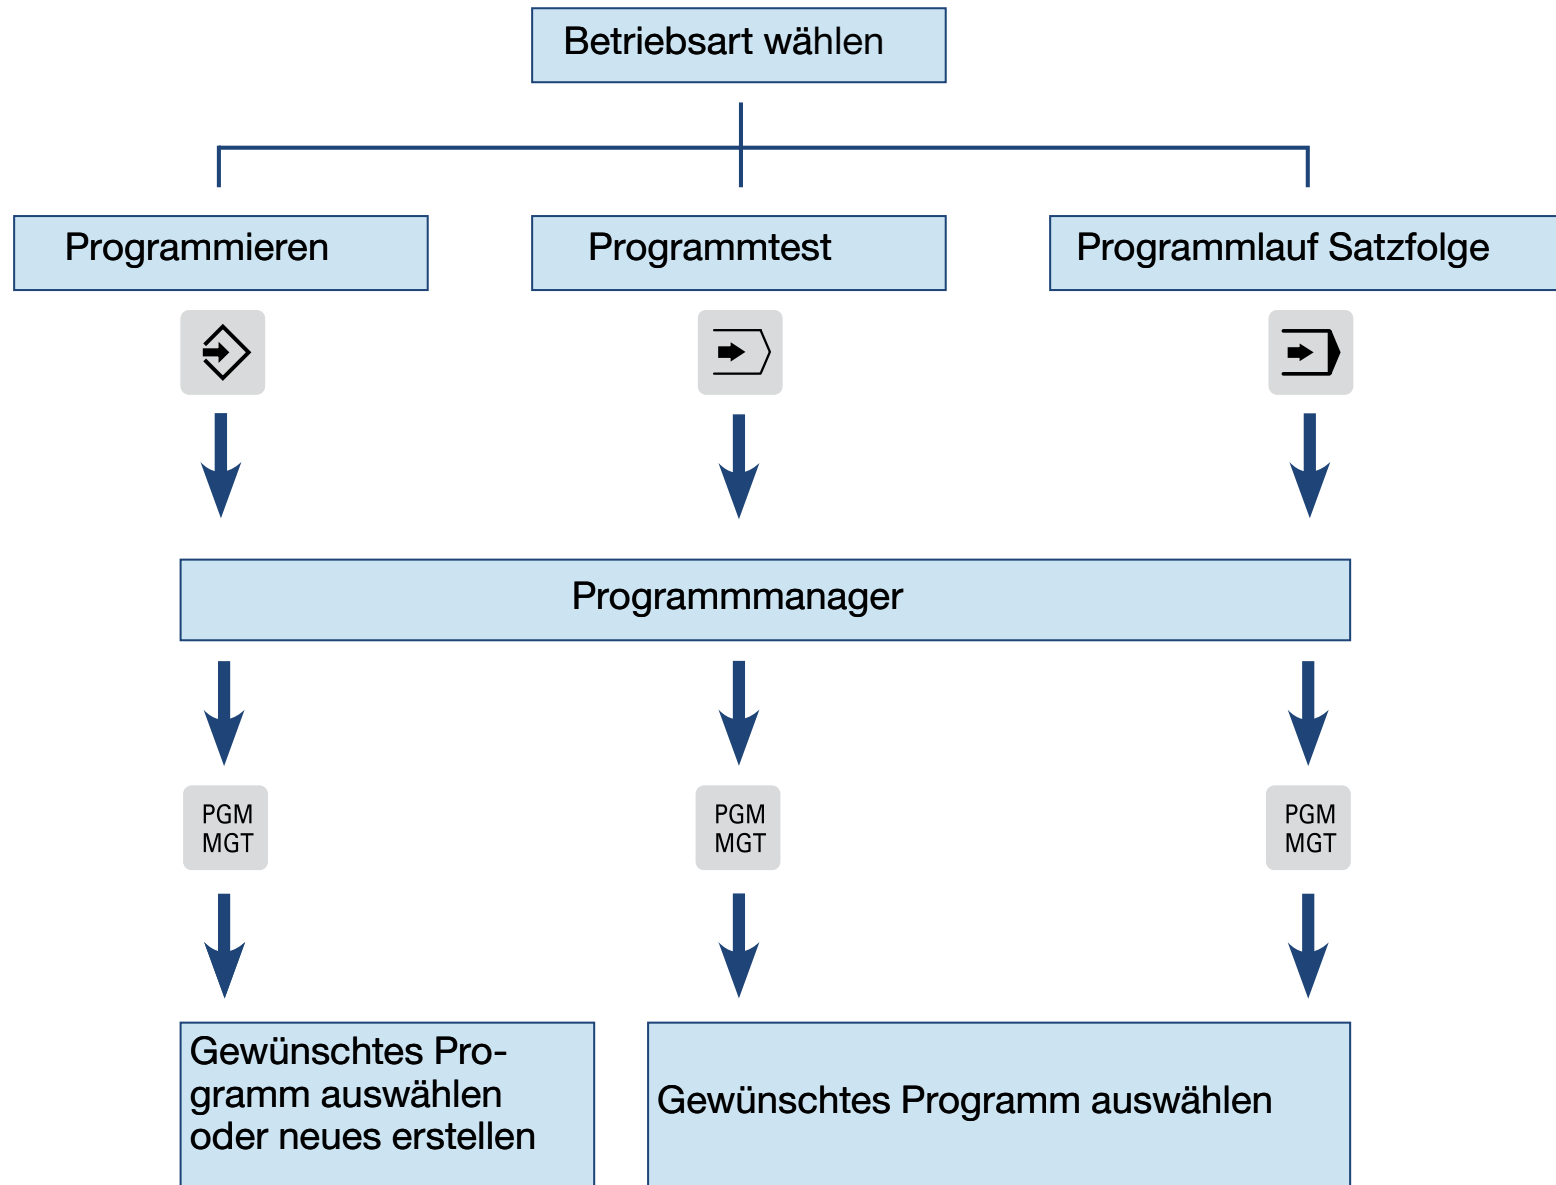 Betriebsart wählen
Programmieren
Programmtest
Programmlauf Satzfolge
Programmmanager
PGM
MGT
PGM
MGT
PGM
MGT
Gewünschtes Pro-
gramm auswählen
oder neues erstellen
Gewünschtes Programm auswählen